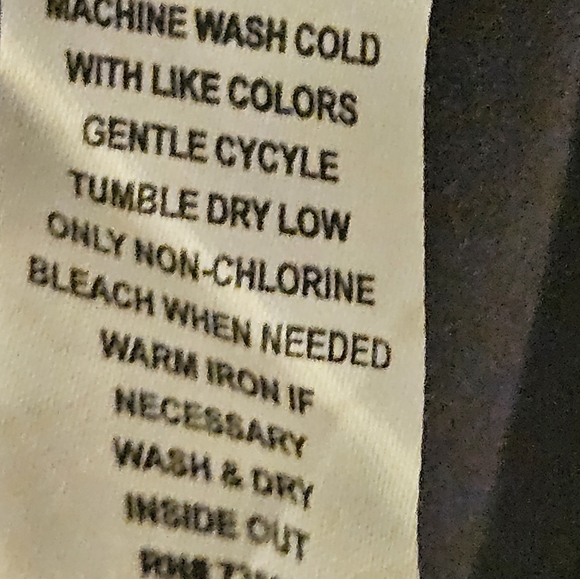 MACHINE WASH COLD
WITH LIKE COLORS
GENTLE CYCYLE
TUMBLE DRY LOW
ONLY NON-CHLORINE
BLEACH WHEN NEEDED
WARM IRON IF
NECESSARY
WASH & DRY
INSIDE OUT